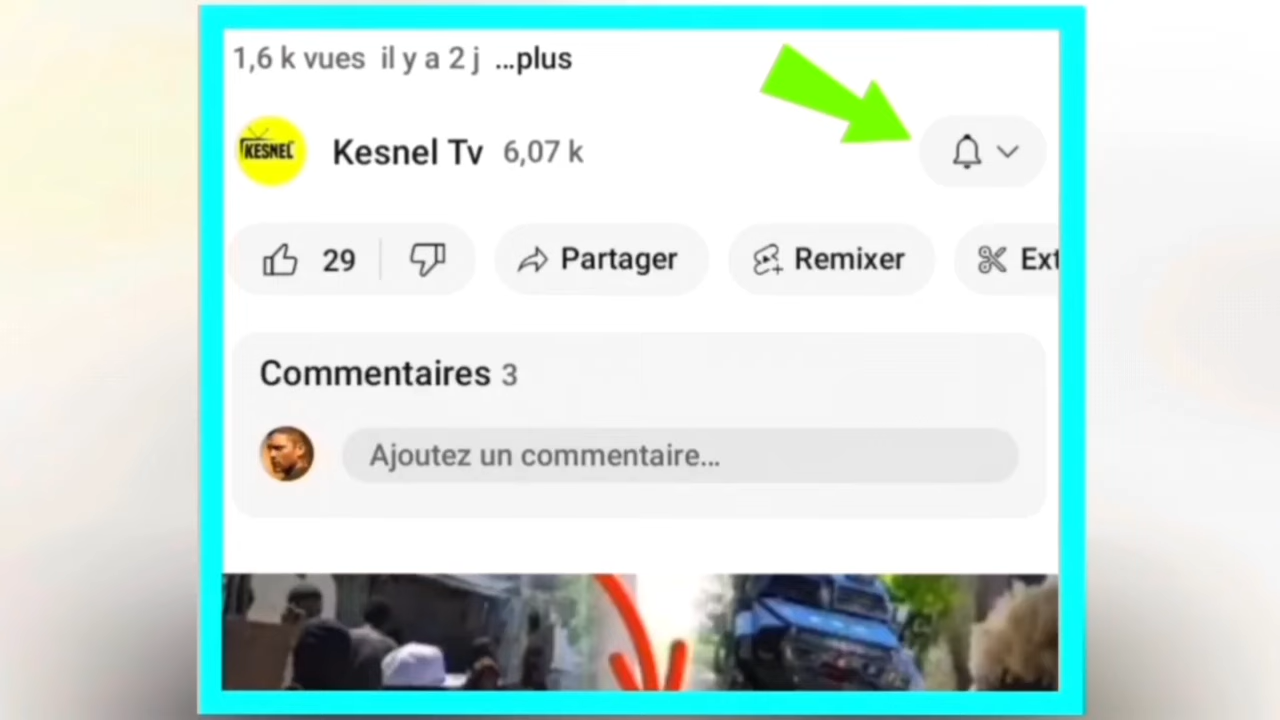 1,6 k vues il y a 2 j ...plus
KESNEL
Kesnel Tv 6,07 k
29 Partager Remixer Ext
Commentaires 3
Ajoutez un commentaire...